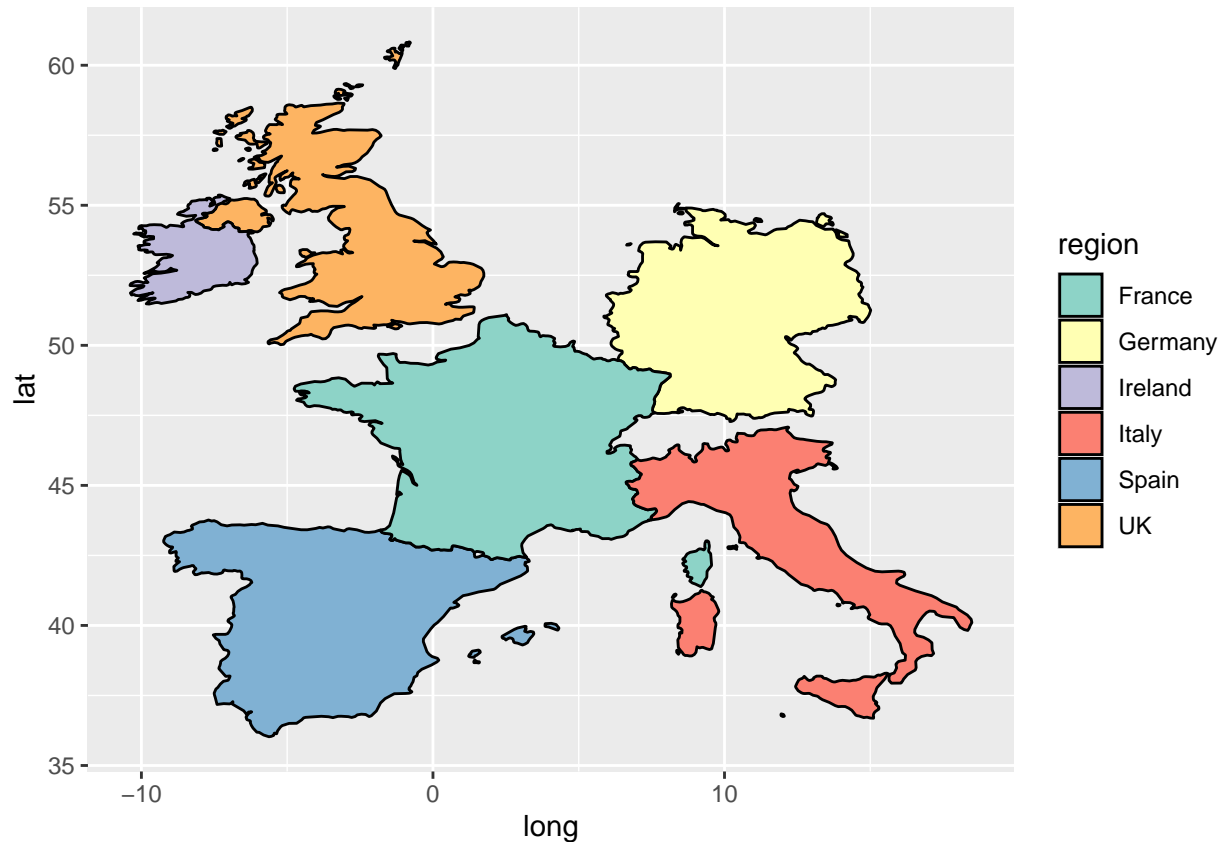 60
55
50
45
40
35
lat
−10
0
10
long
region
France
Germany
Ireland
Italy
Spain
UK